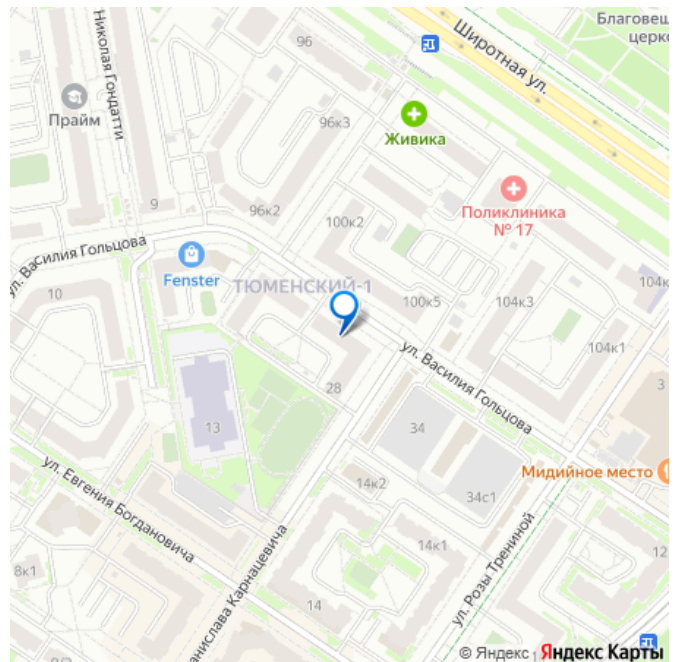 Благовещ
церко
Широтная ул.
Николая Гондатти
96
Прайм
Живика
96к3
Поликлиника
№ 17
9
96к2
100к2
ул. Василия Гольцова
Fenster
ТЮМЕНСКИЙ-1
10
100к5
104к3
104к
104к1
ул. Василия Гольцова
28
3
13
34
Мидийное место
14к2
34с1
ул. Евгения Богдановича
14к1
12
8к1
14
анислава Карнацевича
ул. Розы Трениной
© Яндекс
Яндекс Карты